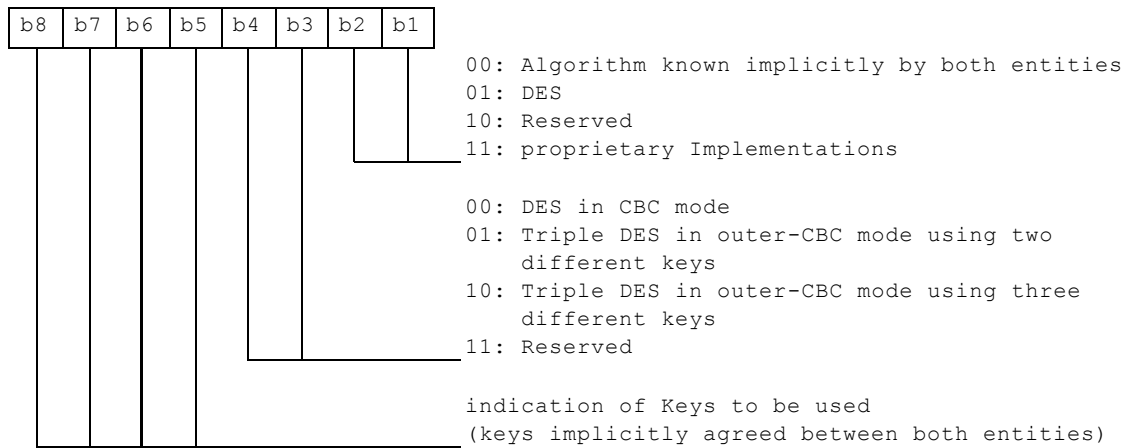 b8 b7 b6 b5 b4 b3 b2 b1
00: Algorithm known implicitly by both entities
01: DES
10: Reserved
11: proprietary Implementations
00: DES in CBC mode
01: Triple DES in outer-CBC mode using two
different keys
10: Triple DES in outer-CBC mode using three
different keys
11: Reserved
indication of Keys to be used
(keys implicitly agreed between both entities)